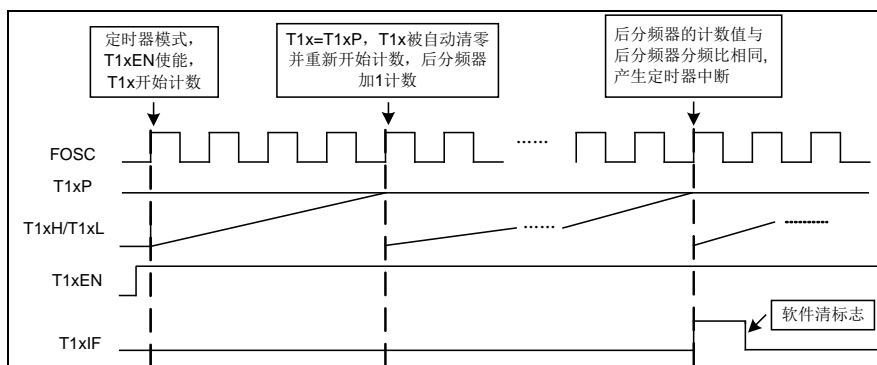 定时器模式，
T1xEN使能，
T1x开始计数
T1x=T1xP，T1x被自动清零
并重新开始计数，后分频器
加1计数
后分频器的计数值与
后分频器分频比相同，
产生定时器中断
FOSC
······
T1xP
T1xH/T1xL
······
T1xEN
软件清标志
T1xIF